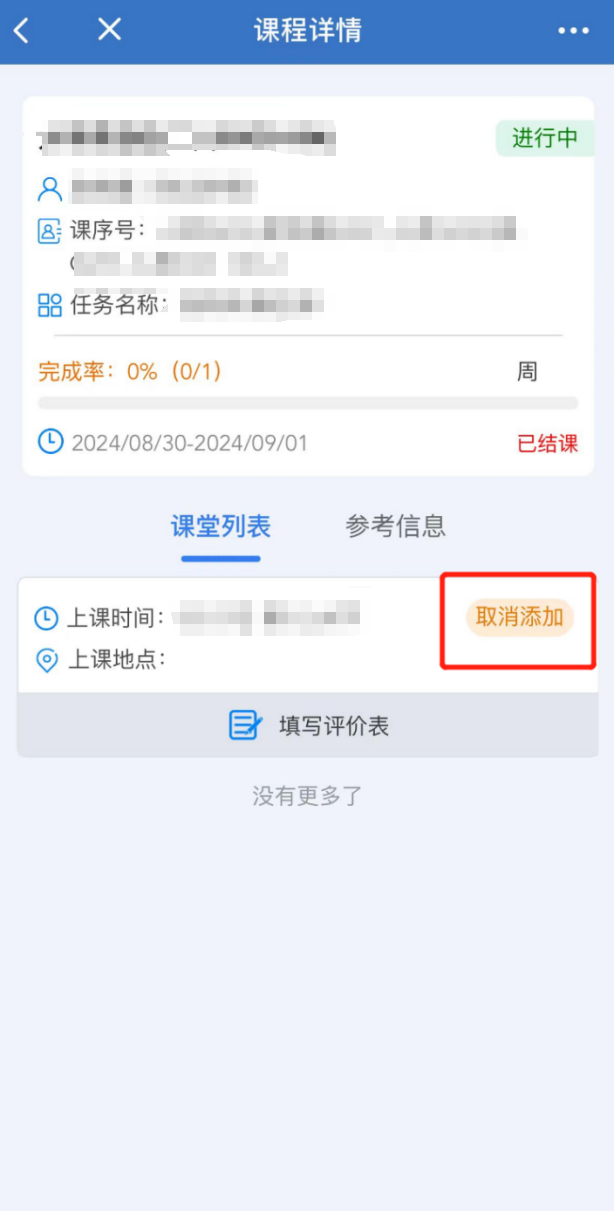 课程详情
进行中
课序号：
任务名称：
完成率：0%（0/1） 周
2024/08/30-2024/09/01 已结课
课堂列表 参考信息
上课时间： 取消添加
上课地点：
填写评价表
没有更多了